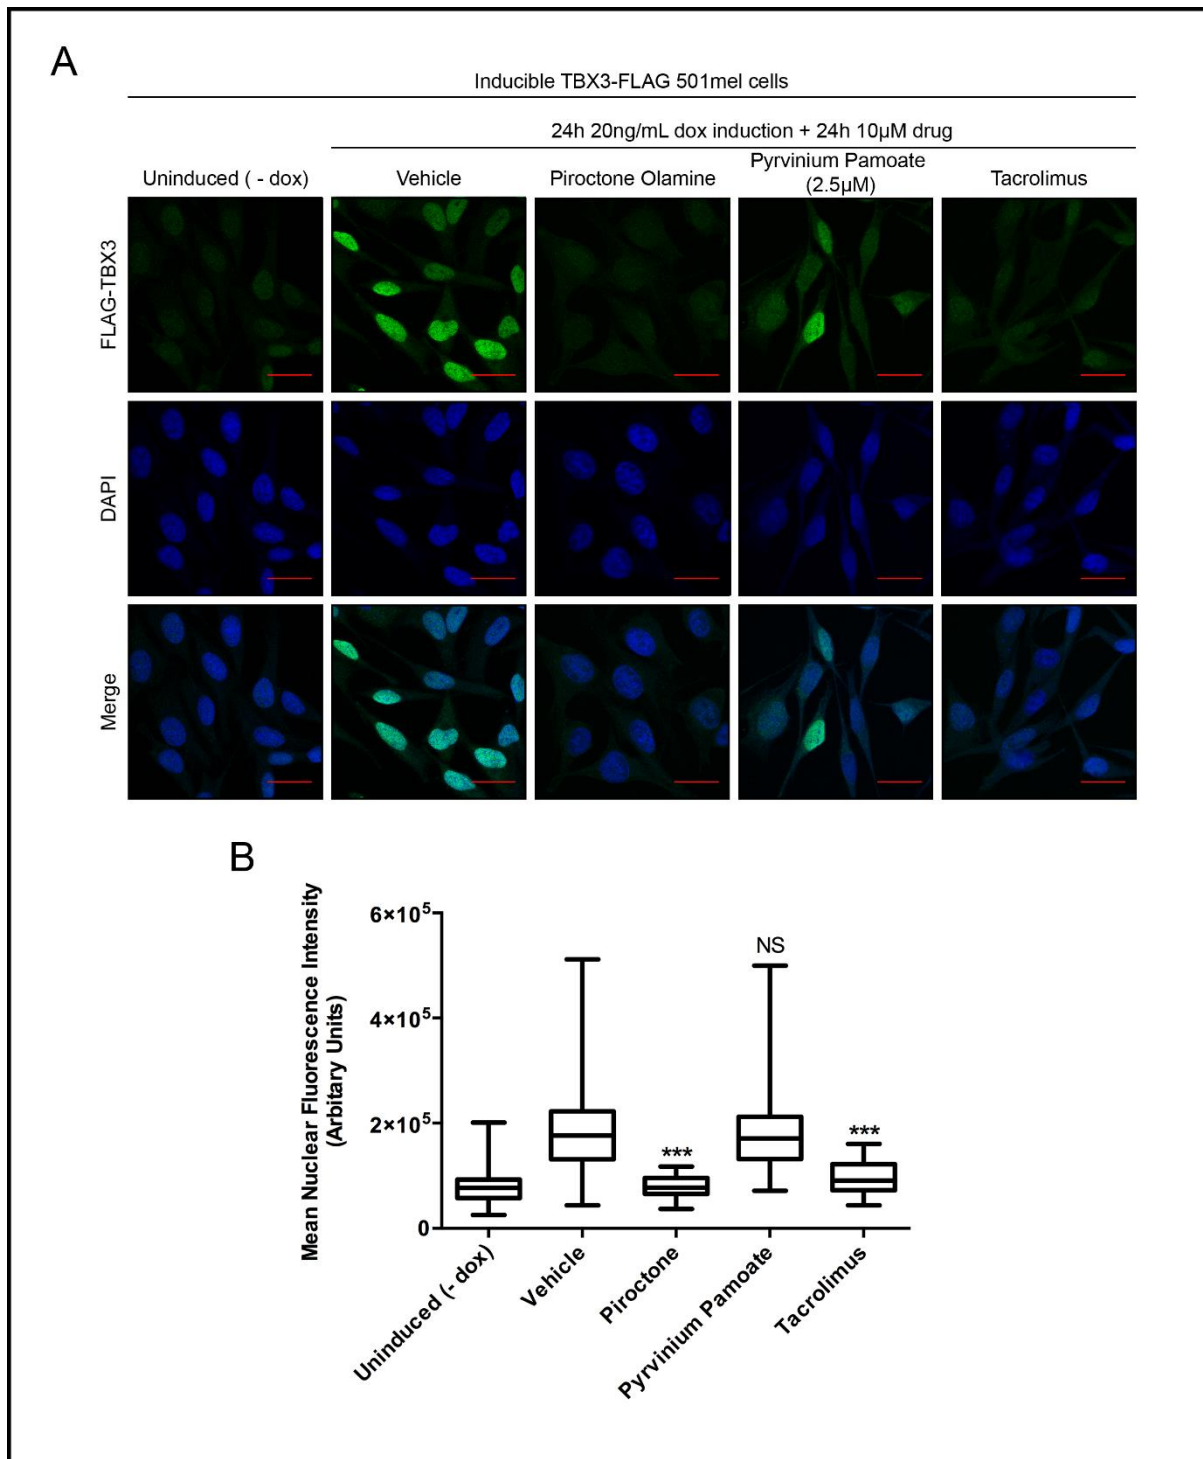 A
Inducible TBX3-FLAG 501mel cells
24h 20ng/mL dox induction + 24h 10µM drug
Uninduced ( - dox)
Vehicle
Piroctone Olamine
Pyrvinium Pamoate
(2.5µM)
Tacrolimus
FLAG-TBX3
DAPI
Merge
B
Mean Nuclear Fluorescence Intensity
(Arbitary Units)
6×10⁵
4×10⁵
2×10⁵
0
***
NS
***
Uninduced (- dox)
Vehicle
Piroctone
Pyrvinium Pamoate
Tacrolimus